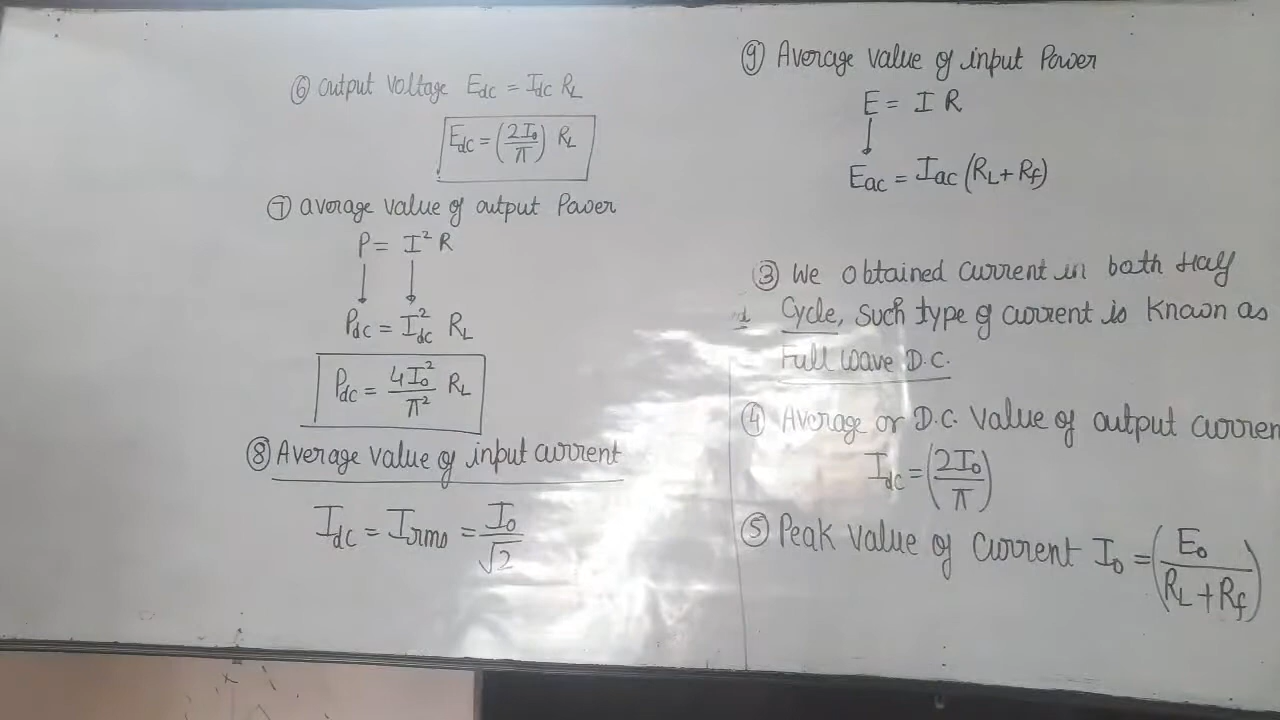 ⑥ output voltage Edc = Idc RL
Edc = (2I₀/π) RL
⑦ average value of output Power
P = I² R
Pdc = I²dc RL
Pdc = 4I₀²/π² RL
⑧ Average value of input current
Idc = Irms = I₀/√2
⑨ Average value of input Power
E = I R
Eac = Iac (RL + Rf)
③ We obtained current in both Half
Cycle, such type of current is known as
Full wave D.C.
④ Average or D.C. Value of output curren
Idc = (2I₀/π)
⑤ Peak value of current I₀ = (E₀/RL + Rf)